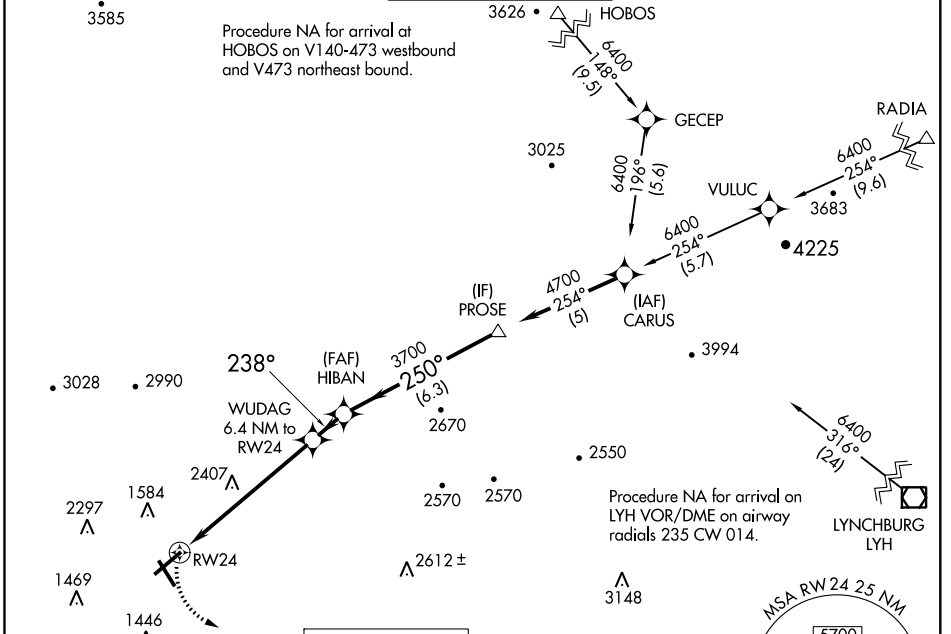 3585
Procedure NA for arrival at
HOBOS on V140-473 westbound
and V473 northeast bound.
3626
HOBOS
6400
148°
(9.5)
GECEP
RADIA
3025
6400
196°
(5.6)
6400
254°
(9.6)
VULUC
3683
6400
254°
(5.7)
4225
(IF)
PROSE
4700
254°
(5)
(IAF)
CARUS
3994
238°
(FAF)
HIBAN
3700
250°
(6.3)
3028
2990
WUDAG
6.4 NM to
RW24
2670
6400
316°
(24)
2407
2550
2297
1584
2570
2570
Procedure NA for arrival on
LYH VOR/DME on airway
radials 235 CW 014.
LYNCHBURG
LYH
RW24
2612 ±
1469
3148
1446
MSA RW24 25 NM
5700